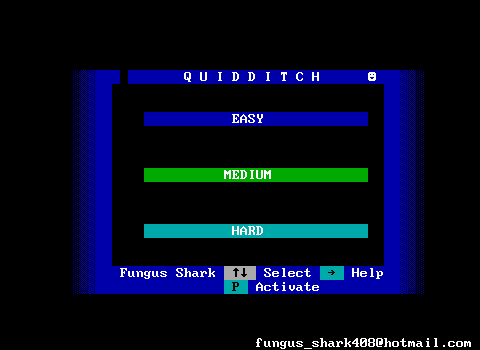 QUIDDITCH
EASY
MEDIUM
HARD
Fungus Shark ↑↓ Select → Help
P Activate
fungus_shark408@hotmail.com